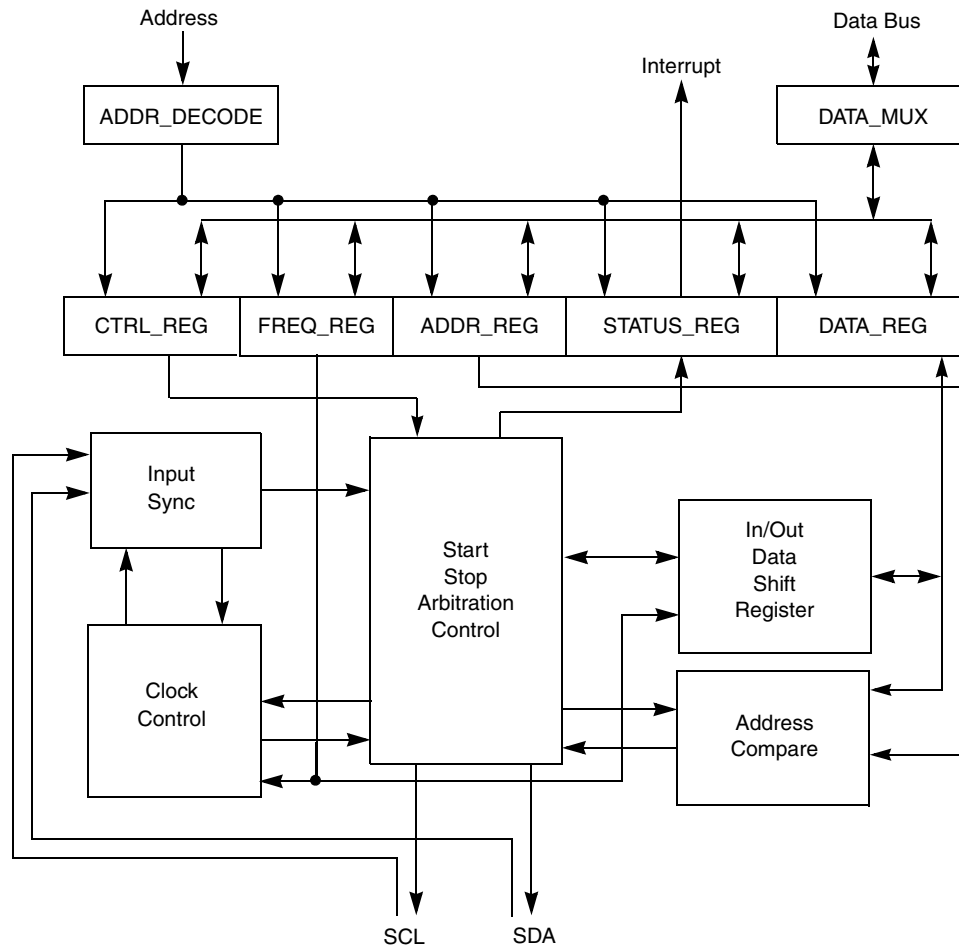 Address
Data Bus
Interrupt
ADDR_DECODE
DATA_MUX
CTRL_REG
FREQ_REG
ADDR_REG
STATUS_REG
DATA_REG
Input
Sync
Start
Stop
Arbitration
Control
In/Out
Data
Shift
Register
Clock
Control
Address
Compare
SCL
SDA